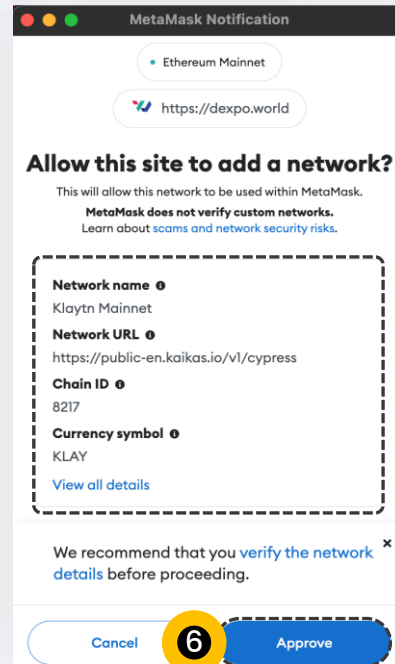 MetaMask Notification
Ethereum Mainnet
https://dexpo.world
Allow this site to add a network?
This will allow this network to be used within MetaMask.
MetaMask does not verify custom networks.
Learn about scams and network security risks.
Network name
Klaytn Mainnet
Network URL
https://public-en.kaikas.io/v1/cypress
Chain ID
8217
Currency symbol
KLAY
View all details
We recommend that you verify the network
details before proceeding.
Cancel
6
Approve